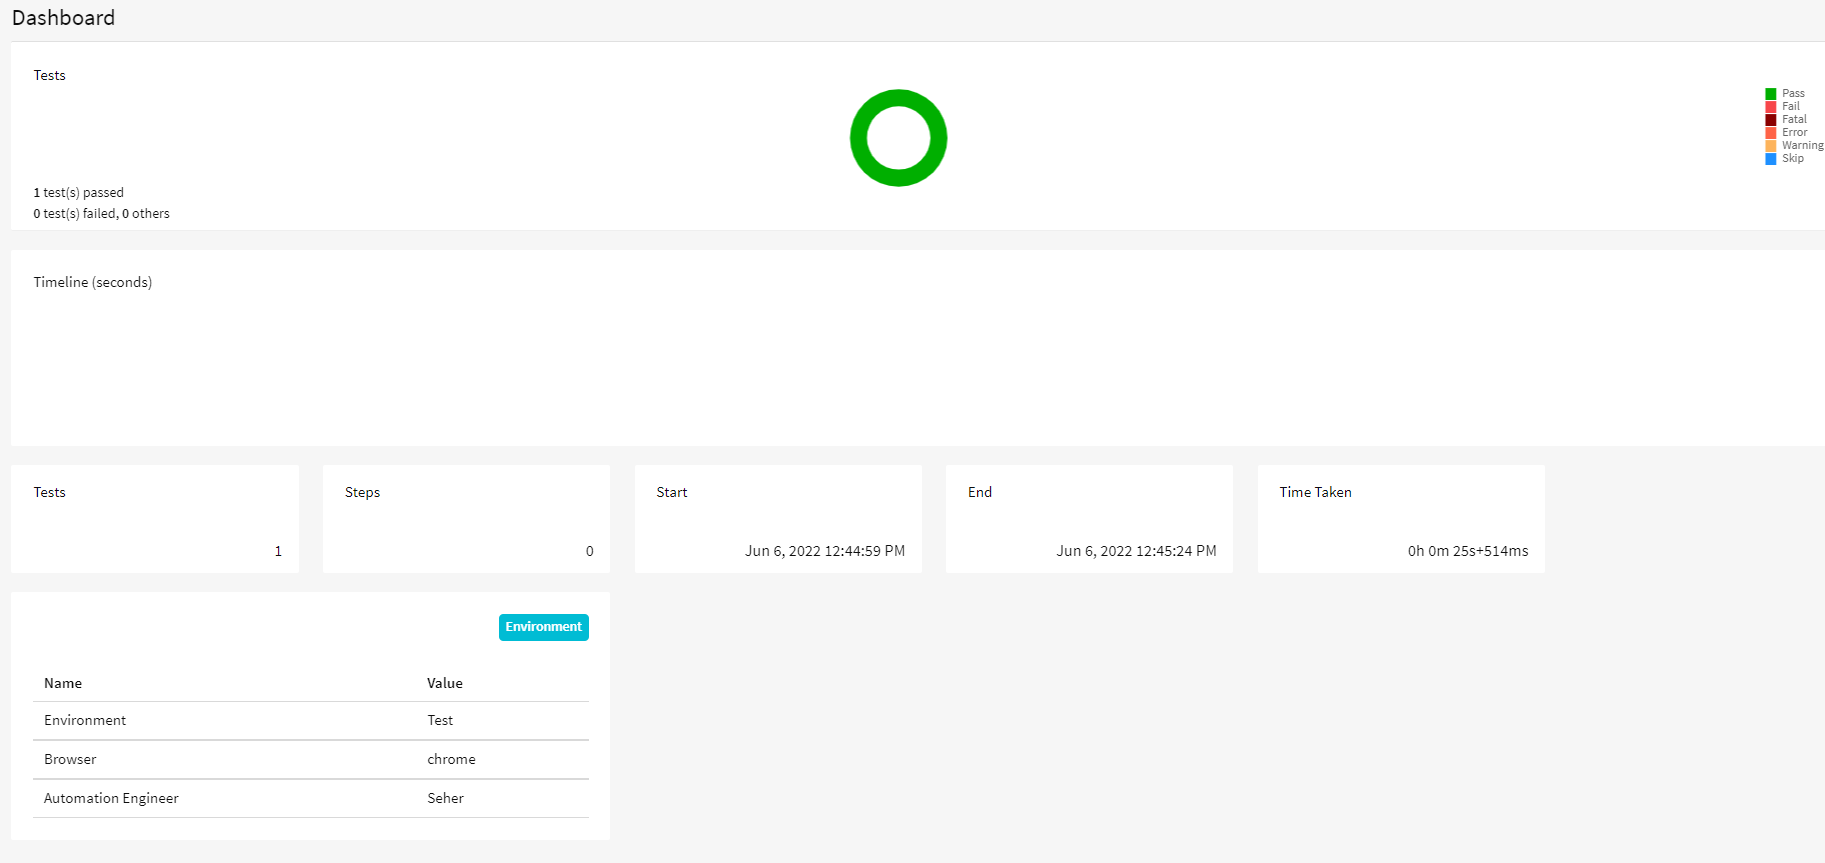 Dashboard
Tests
Pass
Fail
Fatal
Error
Warning
Skip
1 test(s) passed
0 test(s) failed, 0 others
Timeline (seconds)
Tests
1
Steps
0
Start
Jun 6, 2022 12:44:59 PM
End
Jun 6, 2022 12:45:24 PM
Time Taken
0h 0m 25s+514ms
Environment
Name Value
Environment Test
Browser chrome
Automation Engineer Seher